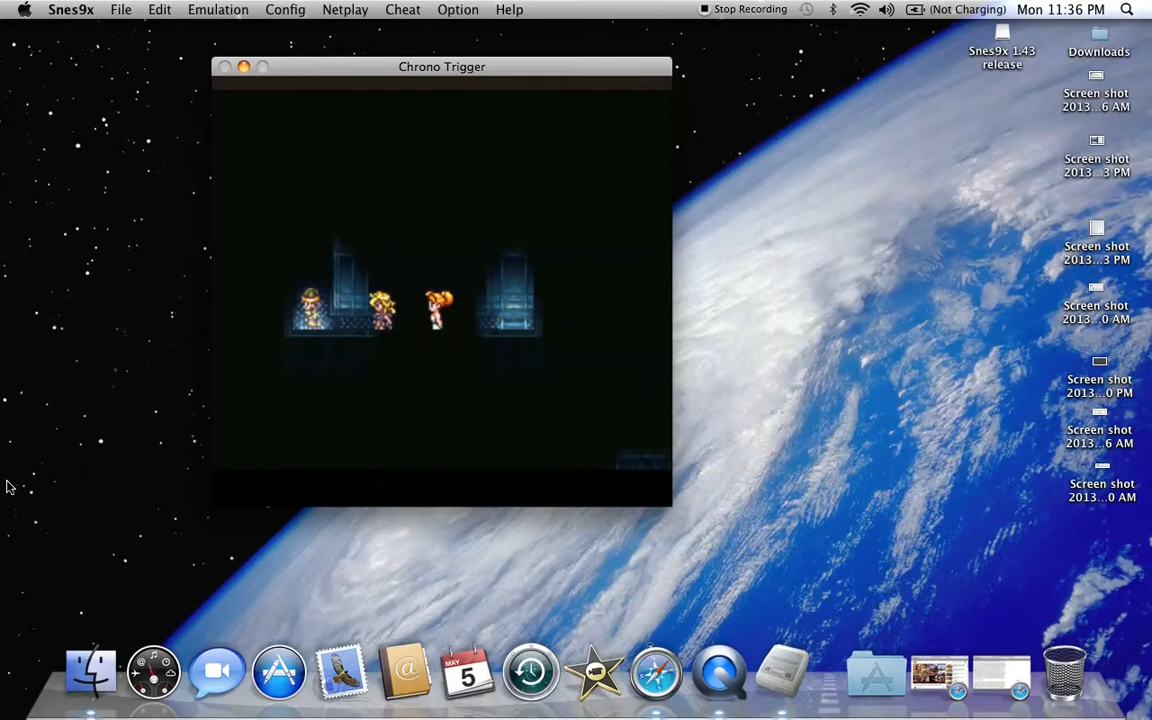 Snes9x File Edit Emulation Config Netplay Cheat Option Help Stop Recording (Not Charging) Mon 11:36 PM
Chrono Trigger
Snes9x 1.43
release
Downloads
Screen shot
2013...6 AM
Screen shot
2013...3 PM
Screen shot
2013...3 PM
Screen shot
2013...0 AM
Screen shot
2013...0 PM
Screen shot
2013...6 AM
Screen shot
2013...0 AM
MAY
5
@